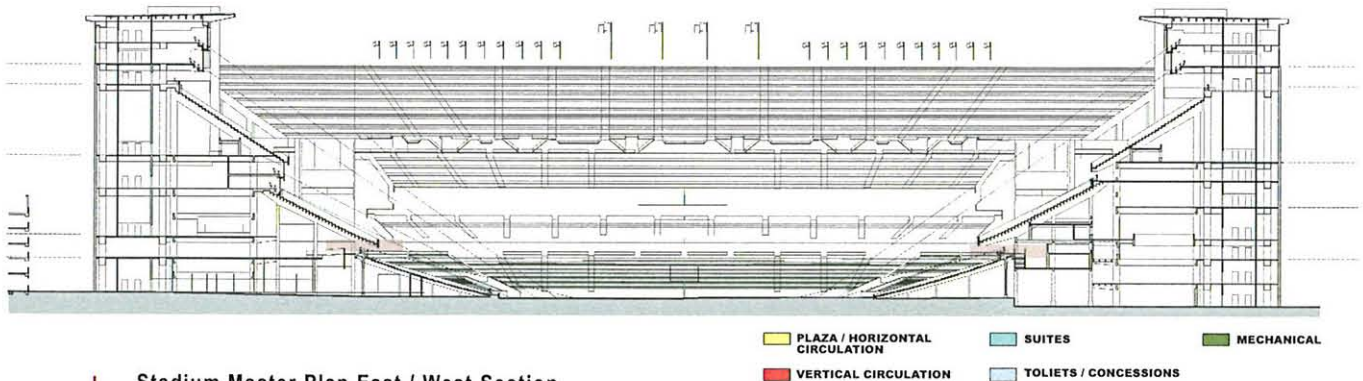 PLAZA / HORIZONTAL
CIRCULATION
SUITES
MECHANICAL
VERTICAL CIRCULATION
TOLIETS / CONCESSIONS
Stadium Master Plan East / West Section